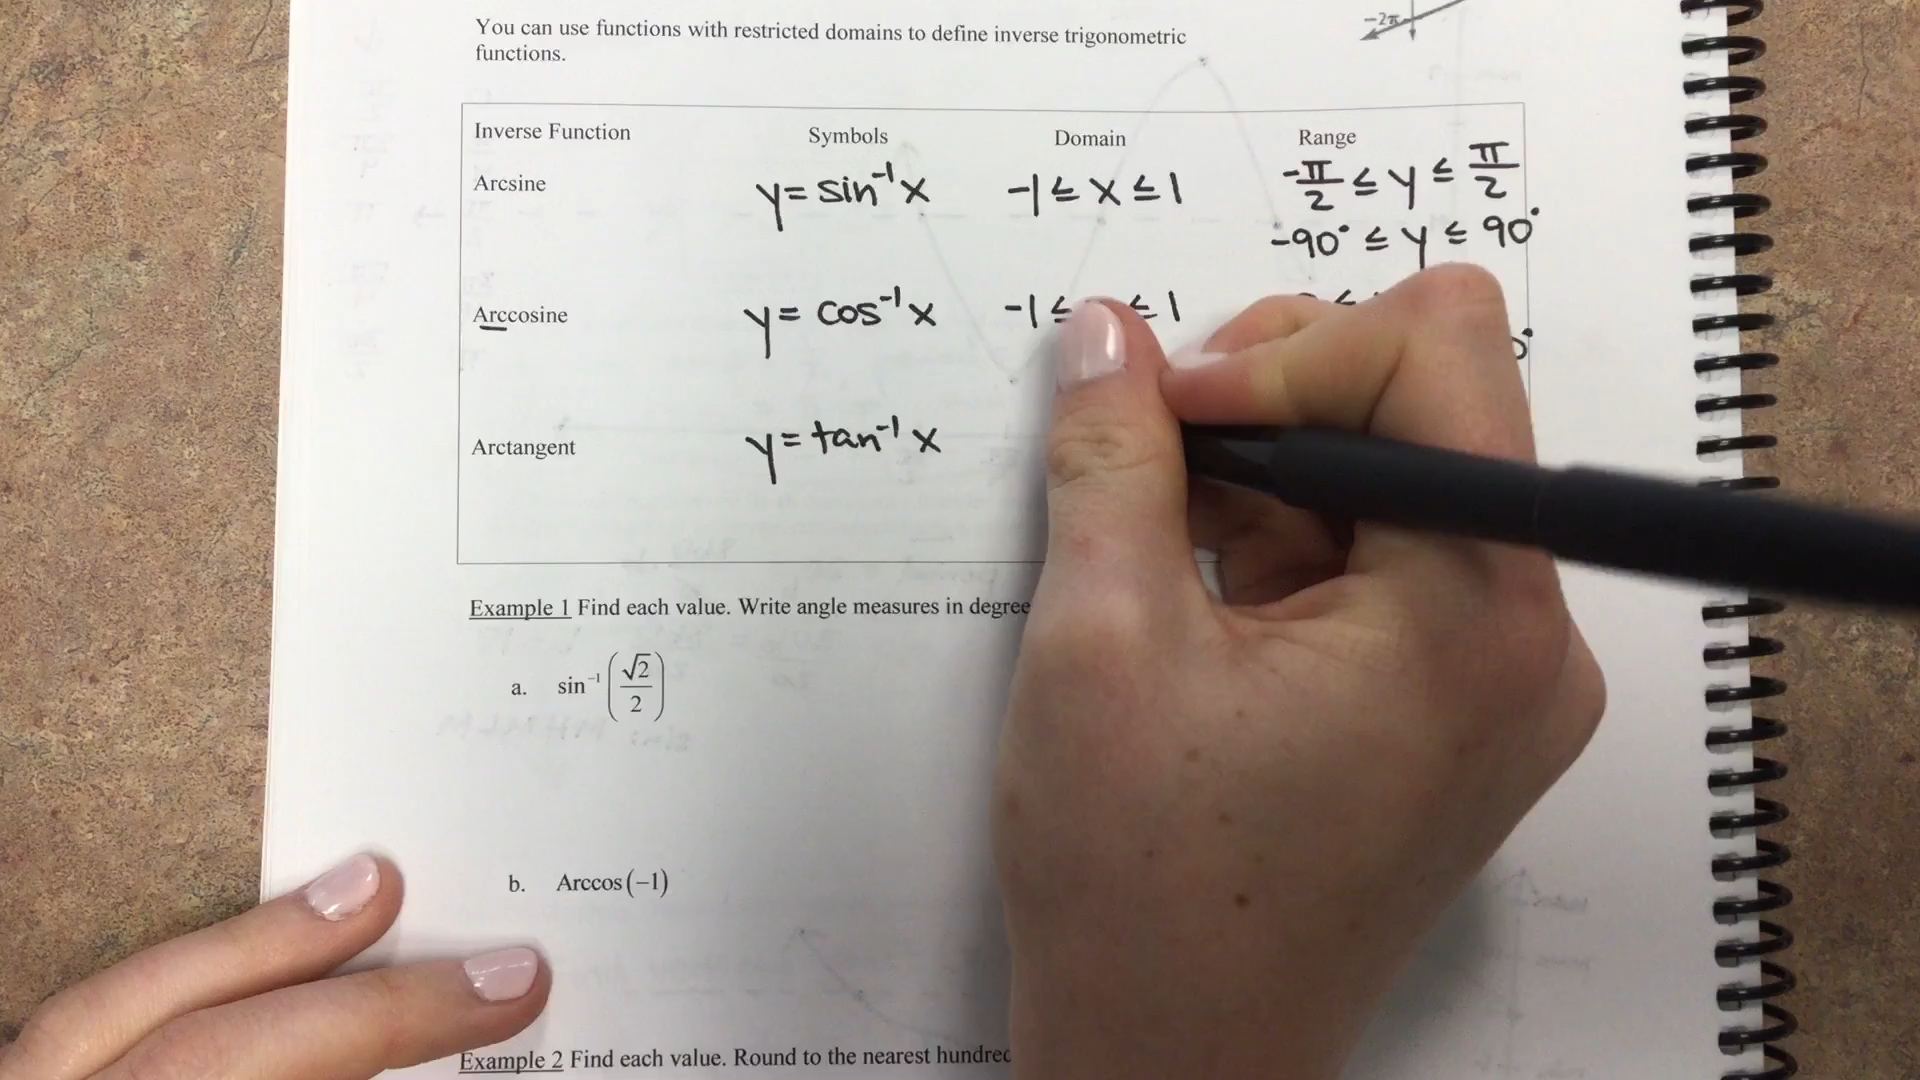 -2π
You can use functions with restricted domains to define inverse trigonometric
functions.
Inverse Function Symbols Domain Range
Arcsine y = sin⁻¹x -1 ≤ x ≤ 1 -π/2 ≤ y ≤ π/2
-90° ≤ y ≤ 90°
Arccosine y = cos⁻¹x -1 ≤ ≤ 1
Arctangent y = tan⁻¹x
Example 1 Find each value. Write angle measures in degree
a. sin⁻¹(√2/2)
b. Arccos(−1)
Example 2 Find each value. Round to the nearest